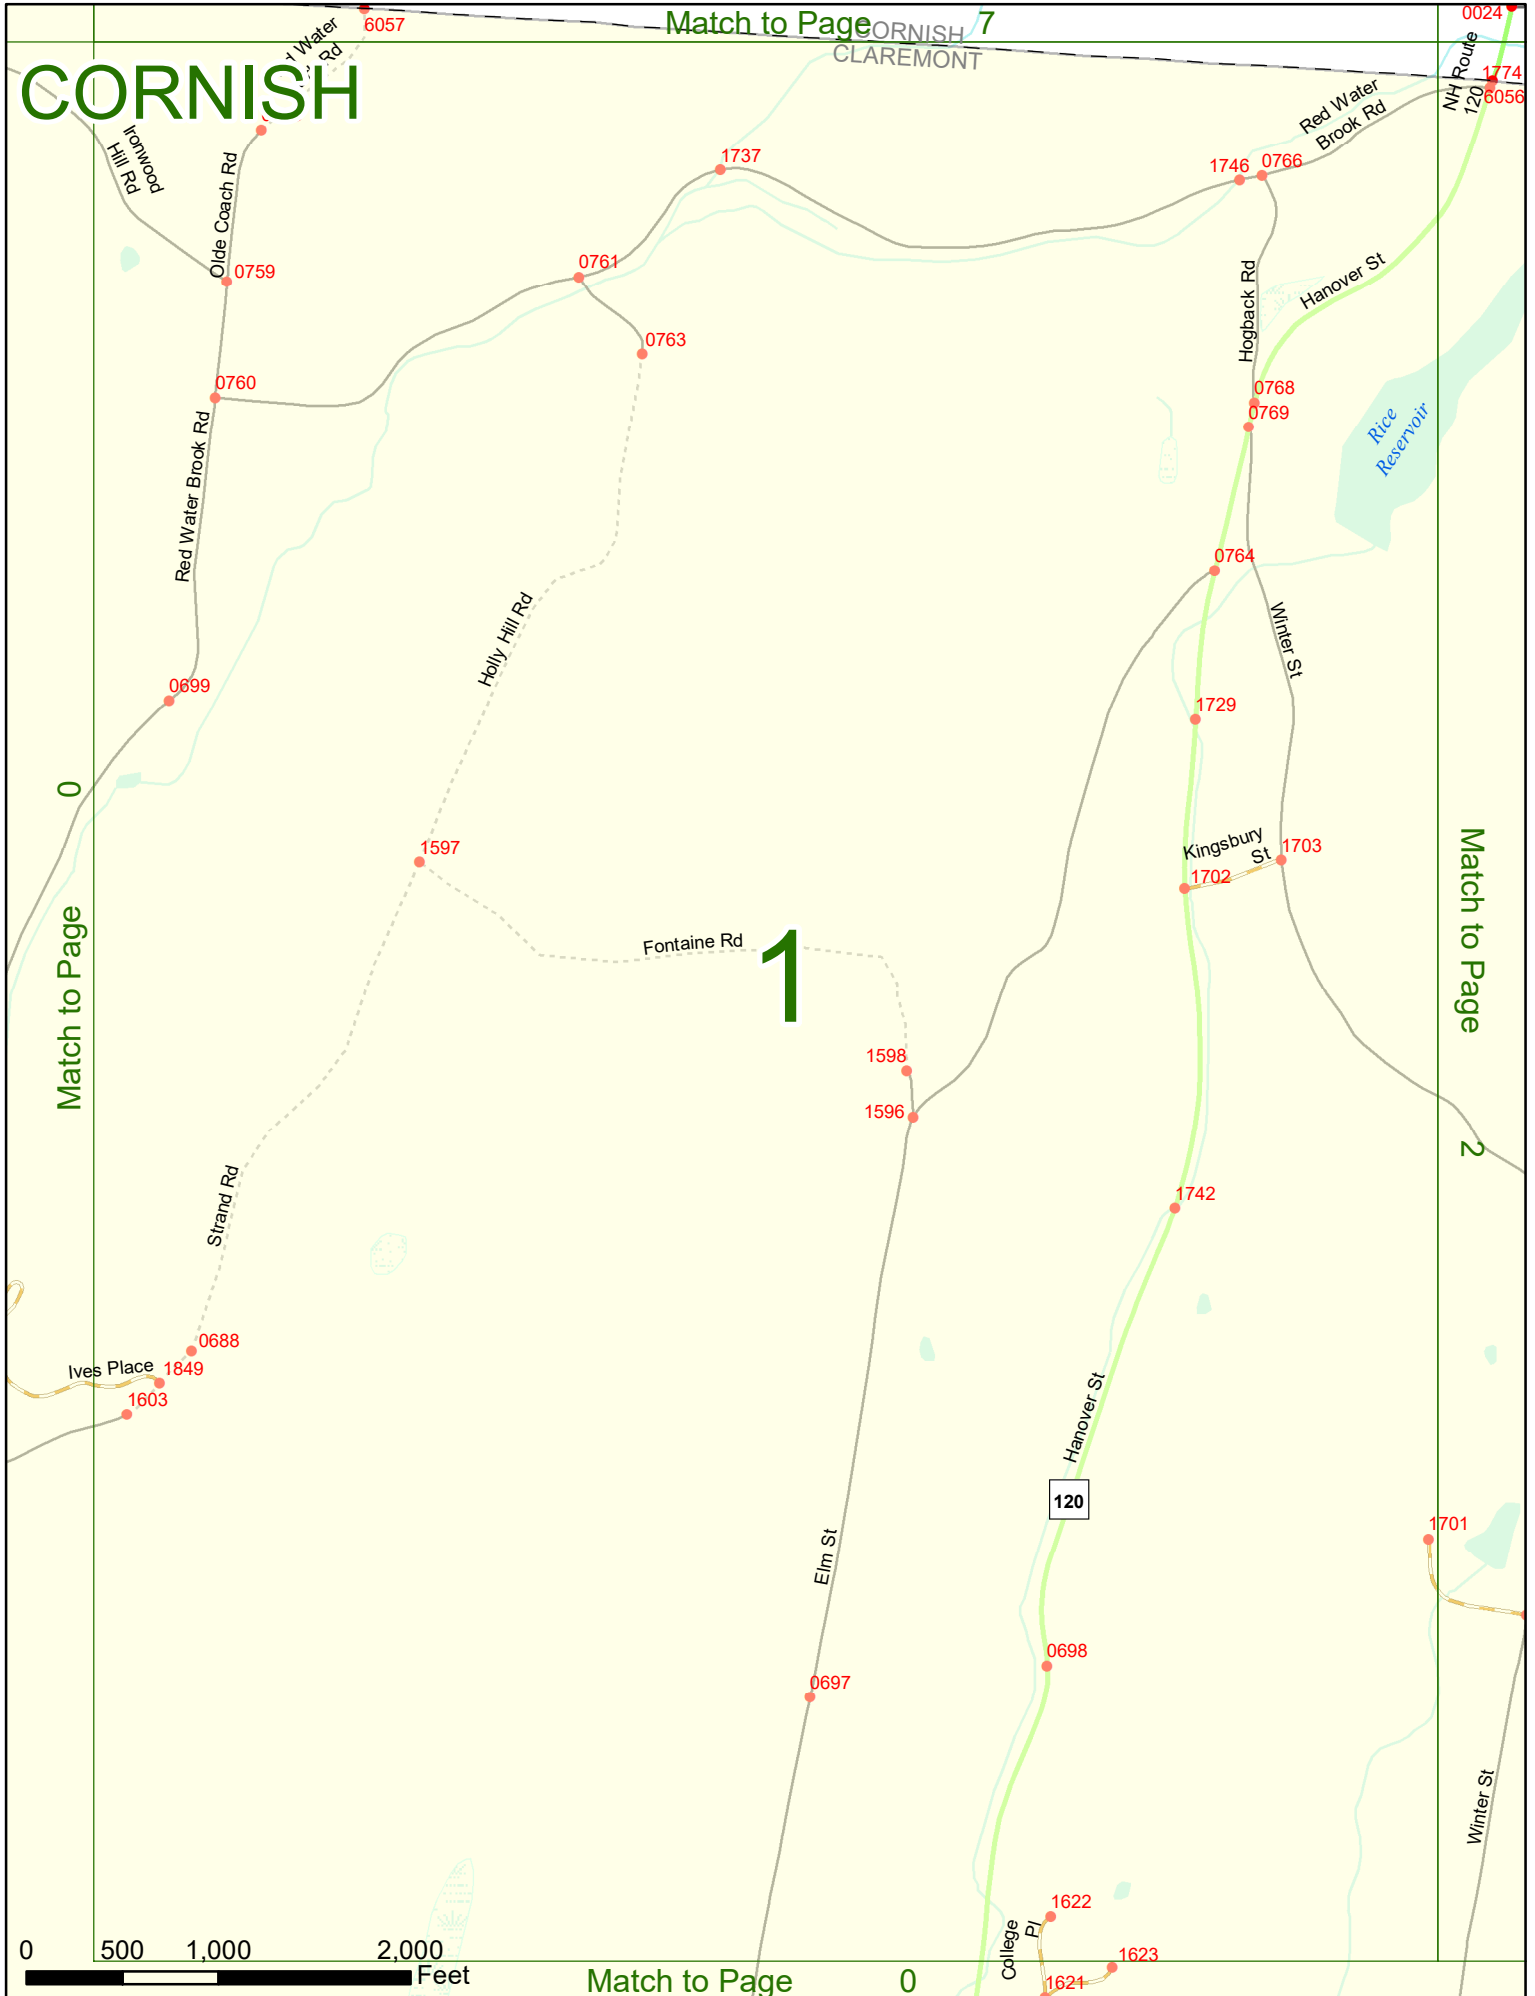 Match to Page 7
0024
6057
CORNISH
CLAREMONT
NH Route
120
1774
6056
CORNISH
Water
Rd
Red Water
Brook Rd
Ironwood
Hill Rd
Olde Coach Rd
1737
1746
0766
0759
0761
Hogback Rd
Hanover St
0763
0760
0768
0769
Rice
Reservoir
Red Water Brook Rd
0764
Holly Hill Rd
Winter St
0699
1729
Match to Page 0
1597
Kingsbury
St
1703
1702
Match to Page 2
Fontaine Rd
1
1598
1596
Strand Rd
1742
0688
Ives Place
1849
1603
Hanover St
120
1701
Elm St
0698
0697
Winter St
1622
College
Pl
1623
1621
0 500 1,000 2,000
Feet
Match to Page 0